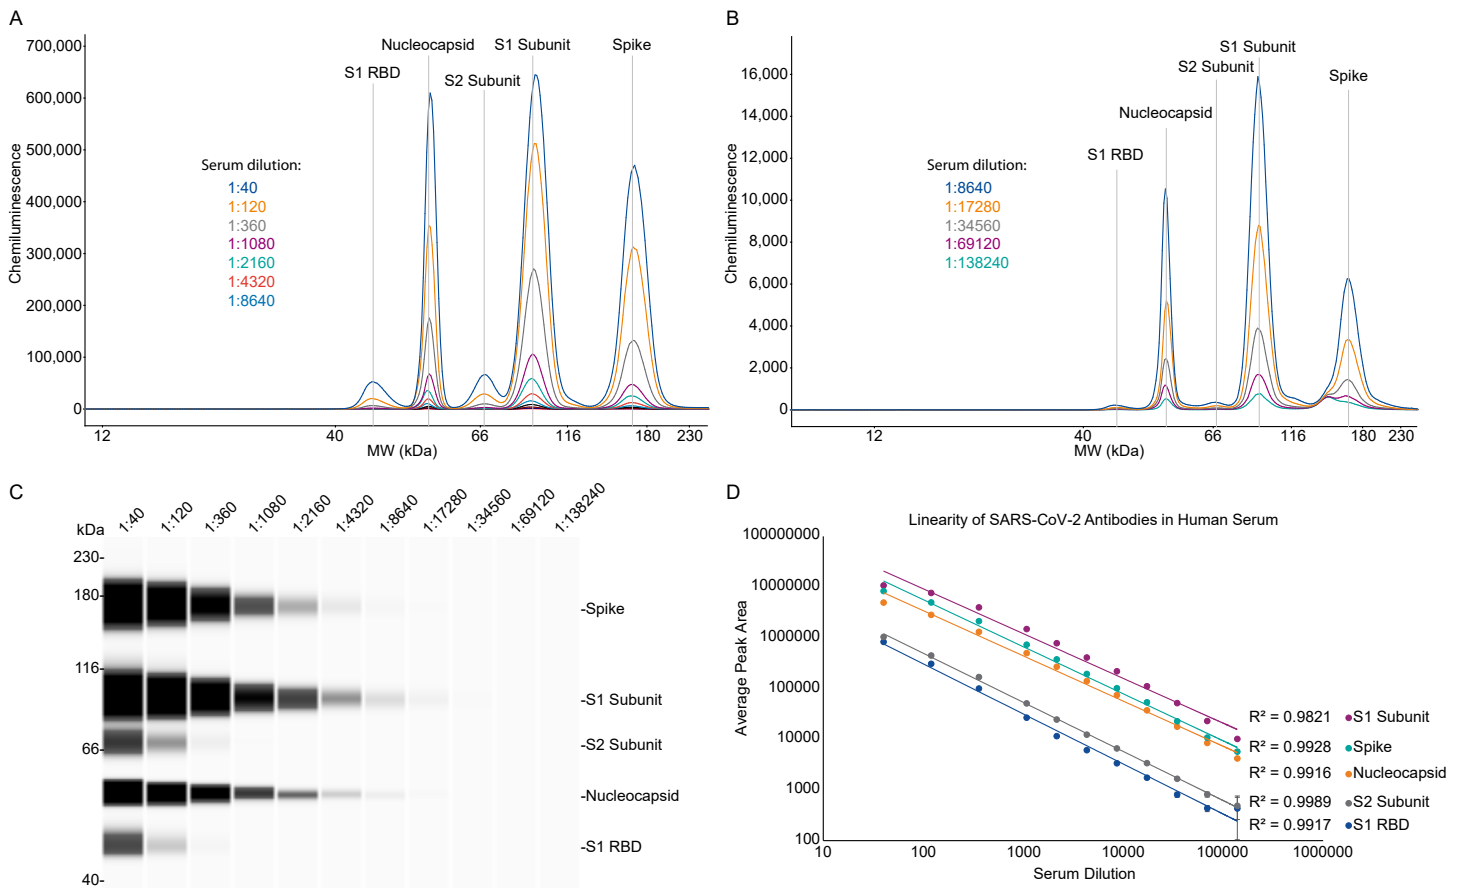 A
700,000
600,000
500,000
400,000
300,000
200,000
100,000
0
Chemiluminescence
S1 RBD
Nucleocapsid
S2 Subunit
S1 Subunit
Spike
Serum dilution:
1:40
1:120
1:360
1:1080
1:2160
1:4320
1:8640
12
40
66
116
180
230
MW (kDa)
B
16,000
14,000
12,000
10,000
8,000
6,000
4,000
2,000
0
Chemiluminescence
S1 Subunit
S2 Subunit
Spike
Nucleocapsid
S1 RBD
Serum dilution:
1:8640
1:17280
1:34560
1:69120
1:138240
12
40
66
116
180
230
MW (kDa)
C
1:40
1:120
1:360
1:1080
1:2160
1:4320
1:8640
1:17280
1:34560
1:69120
1:138240
kDa
230-
180-
116-
66-
40-
-Spike
-S1 Subunit
-S2 Subunit
-Nucleocapsid
-S1 RBD
D
Linearity of SARS-CoV-2 Antibodies in Human Serum
100000000
10000000
1000000
100000
10000
1000
100
Average Peak Area
R² = 0.9821 S1 Subunit
R² = 0.9928 Spike
R² = 0.9916 Nucleocapsid
R² = 0.9989 S2 Subunit
R² = 0.9917 S1 RBD
10
100
1000
10000
100000
1000000
Serum Dilution